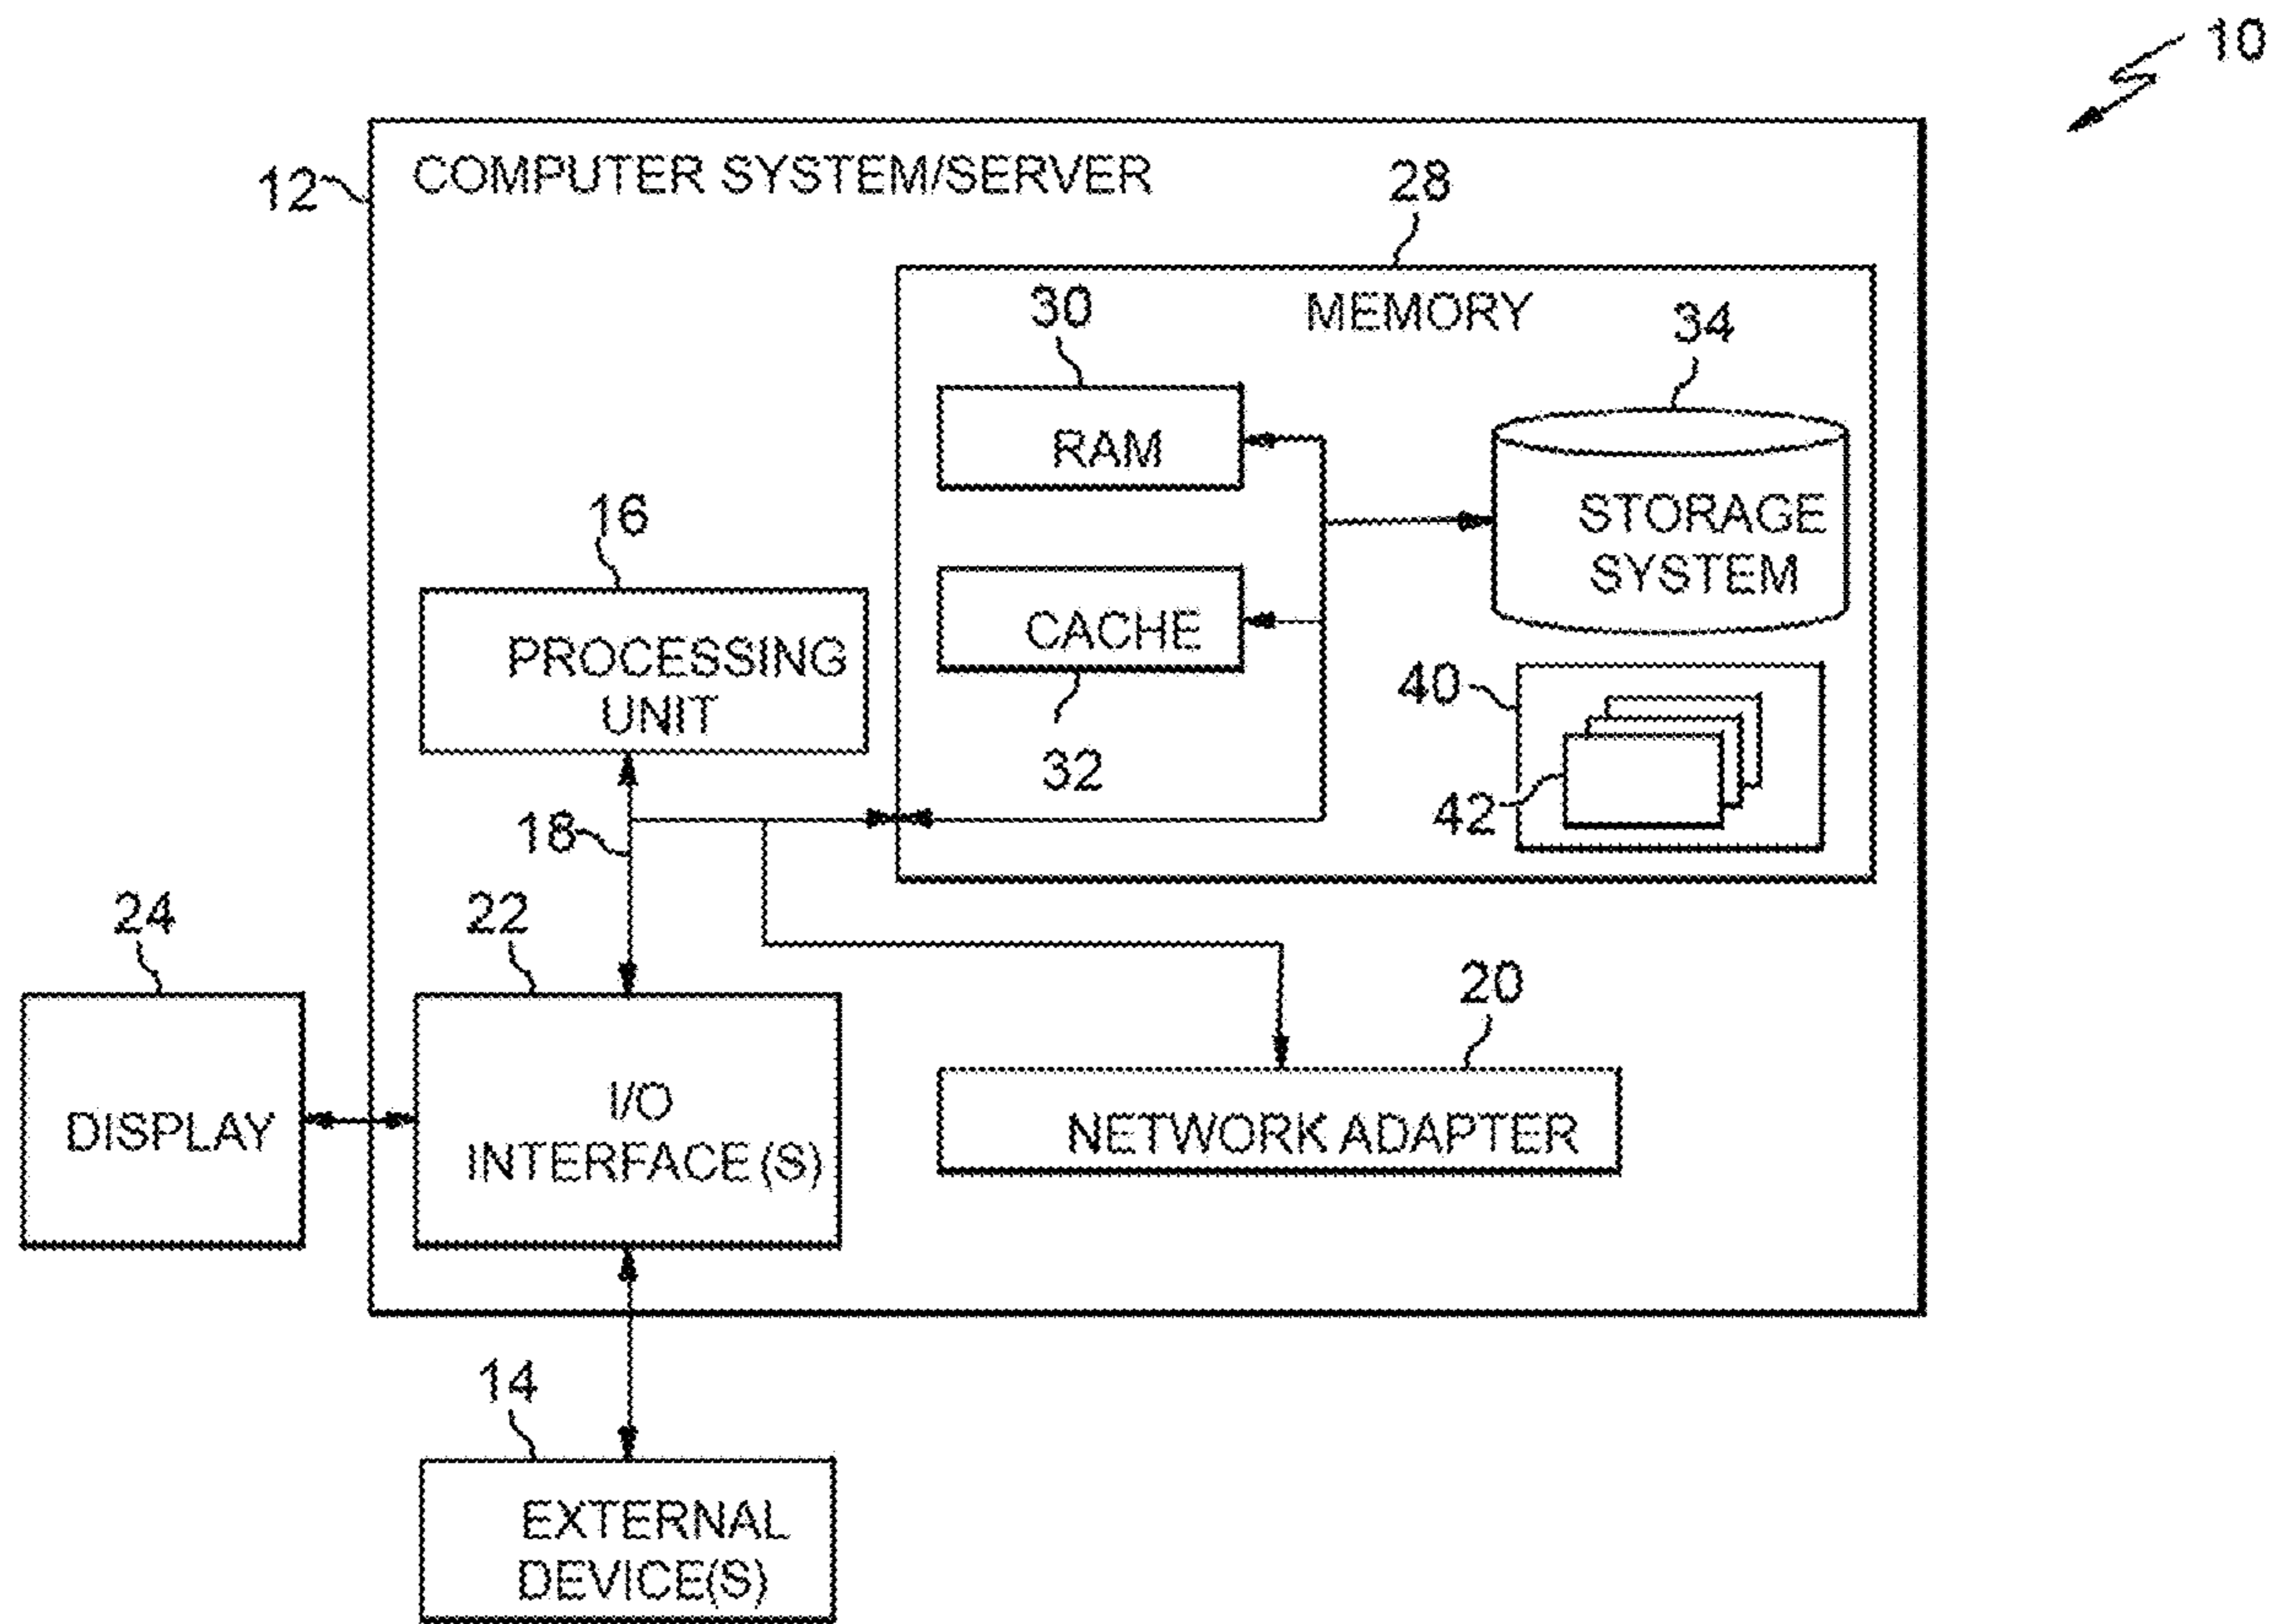 10
12
COMPUTER SYSTEM/SERVER
28
MEMORY
30
34
RAM
STORAGE
SYSTEM
16
CACHE
PROCESSING
UNIT
32
40
42
18
24
22
20
DISPLAY
I/O
INTERFACE(S)
NETWORK ADAPTER
14
EXTERNAL
DEVICE(S)